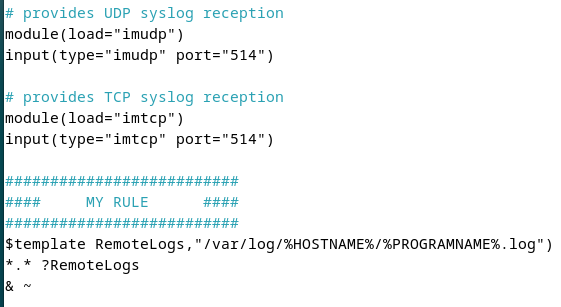 # provides UDP syslog reception
module(load="imudp")
input(type="imudp" port="514")
# provides TCP syslog reception
module(load="imtcp")
input(type="imtcp" port="514")
##########################
####     MY RULE      ####
##########################
$template RemoteLogs,"/var/log/%HOSTNAME%/%PROGRAMNAME%.log")
*.* ?RemoteLogs
& ~